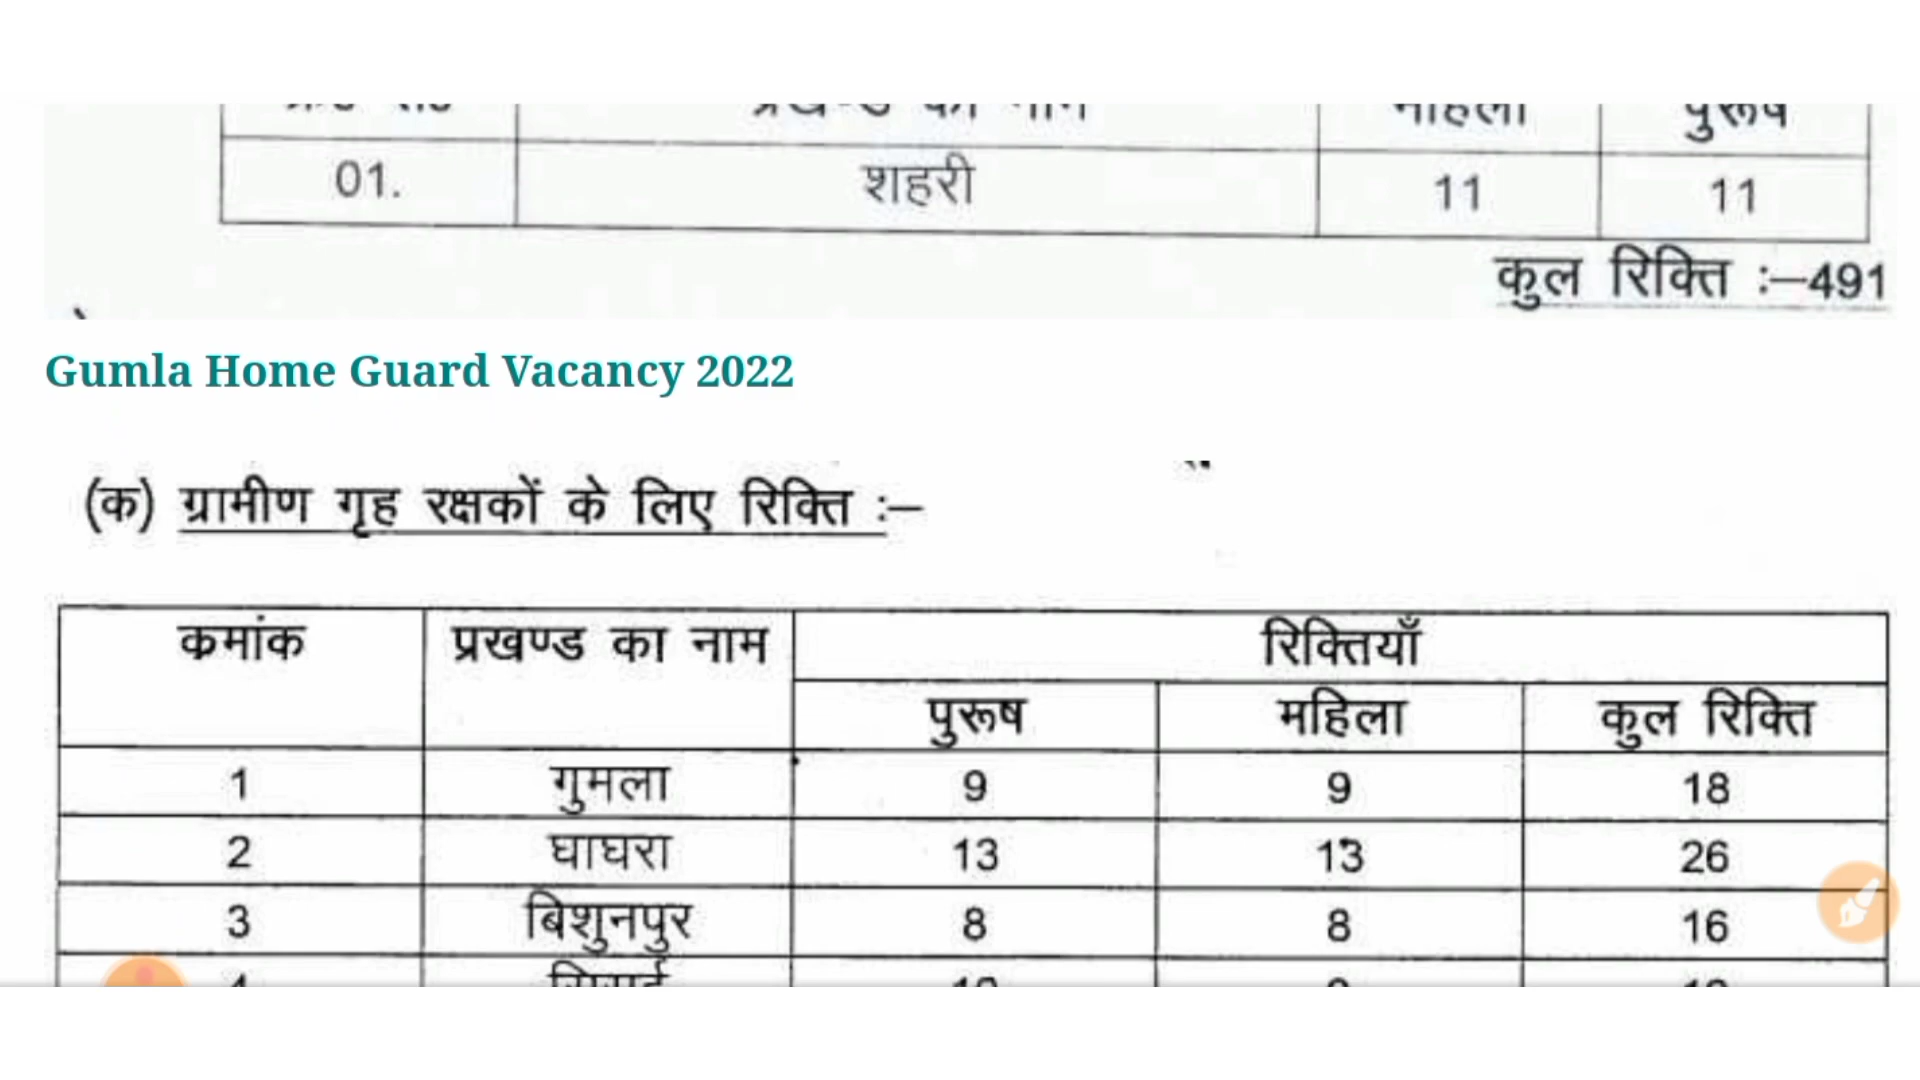 पुरूष
01. शहरी 11 11
कुल रिक्ति :–491
Gumla Home Guard Vacancy 2022
(क) ग्रामीण गृह रक्षकों के लिए रिक्ति :–
कमांक प्रखण्ड का नाम रिक्तियाँ
पुरूष महिला कुल रिक्ति
1 गुमला 9 9 18
2 घाघरा 13 13 26
3 बिशुनपुर 8 8 16